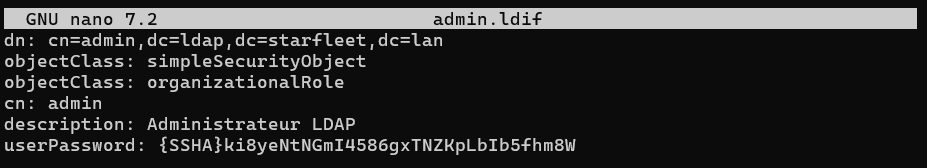 GNU nano 7.2 admin.ldif
dn: cn=admin,dc=ldap,dc=starfleet,dc=lan
objectClass: simpleSecurityObject
objectClass: organizationalRole
cn: admin
description: Administrateur LDAP
userPassword: {SSHA}ki8yeNtNGmI4586gxTNZKpLbIb5fhm8W